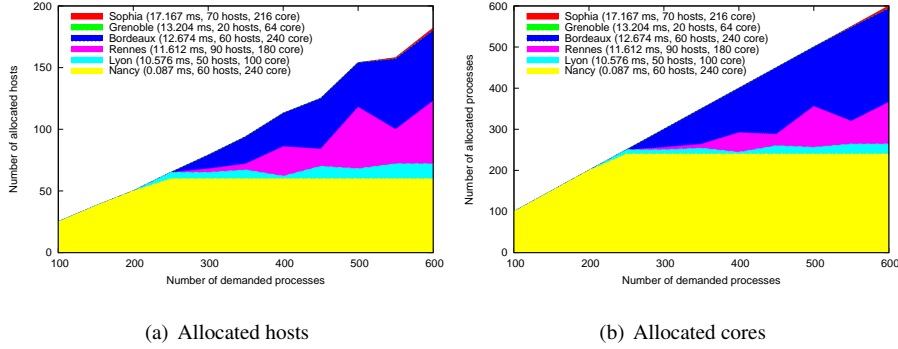 Sophia (17.167 ms, 70 hosts, 216 core)
Grenoble (13.204 ms, 20 hosts, 64 core)
Bordeaux (12.674 ms, 60 hosts, 240 core)
Rennes (11.612 ms, 90 hosts, 180 core)
Lyon (10.576 ms, 50 hosts, 100 core)
Nancy (0.087 ms, 60 hosts, 240 core)
200
150
100
50
0
Number of allocated hosts
100 200 300 400 500 600
Number of demanded processes
(a) Allocated hosts
Sophia (17.167 ms, 70 hosts, 216 core)
Grenoble (13.204 ms, 20 hosts, 64 core)
Bordeaux (12.674 ms, 60 hosts, 240 core)
Rennes (11.612 ms, 90 hosts, 180 core)
Lyon (10.576 ms, 50 hosts, 100 core)
Nancy (0.087 ms, 60 hosts, 240 core)
600
500
400
300
200
100
0
Number of allocated processes
100 200 300 400 500 600
Number of demanded processes
(b) Allocated cores